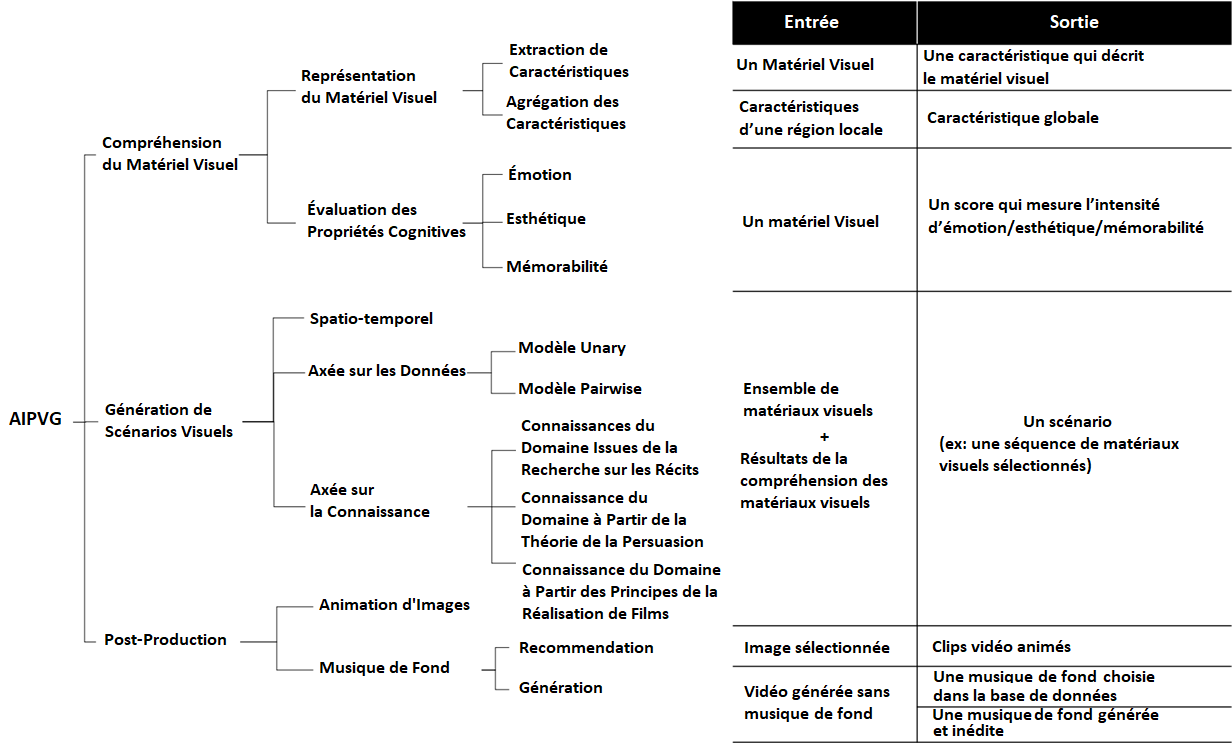 Entrée
Sortie
Extraction de
Caractéristiques
Un Matériel Visuel
Une caractéristique qui décrit
le matériel visuel
Représentation
du Matériel Visuel
Agrégation des
Caractéristiques
Caractéristiques
d’une région locale
Caractéristique globale
Compréhension
du Matériel Visuel
Émotion
Évaluation des
Propriétés Cognitives
Esthétique
Mémorabilité
Un matériel Visuel
Un score qui mesure l’intensité
d’émotion/esthétique/mémorabilité
AIPVG
Génération de
Scénarios Visuels
Spatio-temporel
Axée sur les Données
Modèle Unary
Modèle Pairwise
Axée sur
la Connaissance
Connaissances du
Domaine Issues de la
Recherche sur les Récits
Connaissance du
Domaine à Partir de la
Théorie de la Persuasion
Connaissance du Domaine
à Partir des Principes de la
Réalisation de Films
Ensemble de
matériaux visuels
+
Résultats de la
compréhension des
matériaux visuels
Un scénario
(ex: une séquence de matériaux
visuels sélectionnés)
Post-Production
Animation d'Images
Image sélectionnée
Clips vidéo animés
Musique de Fond
Recommendation
Génération
Vidéo générée sans
musique de fond
Une musique de fond choisie
dans la base de données
Une musique de fond générée
et inédite